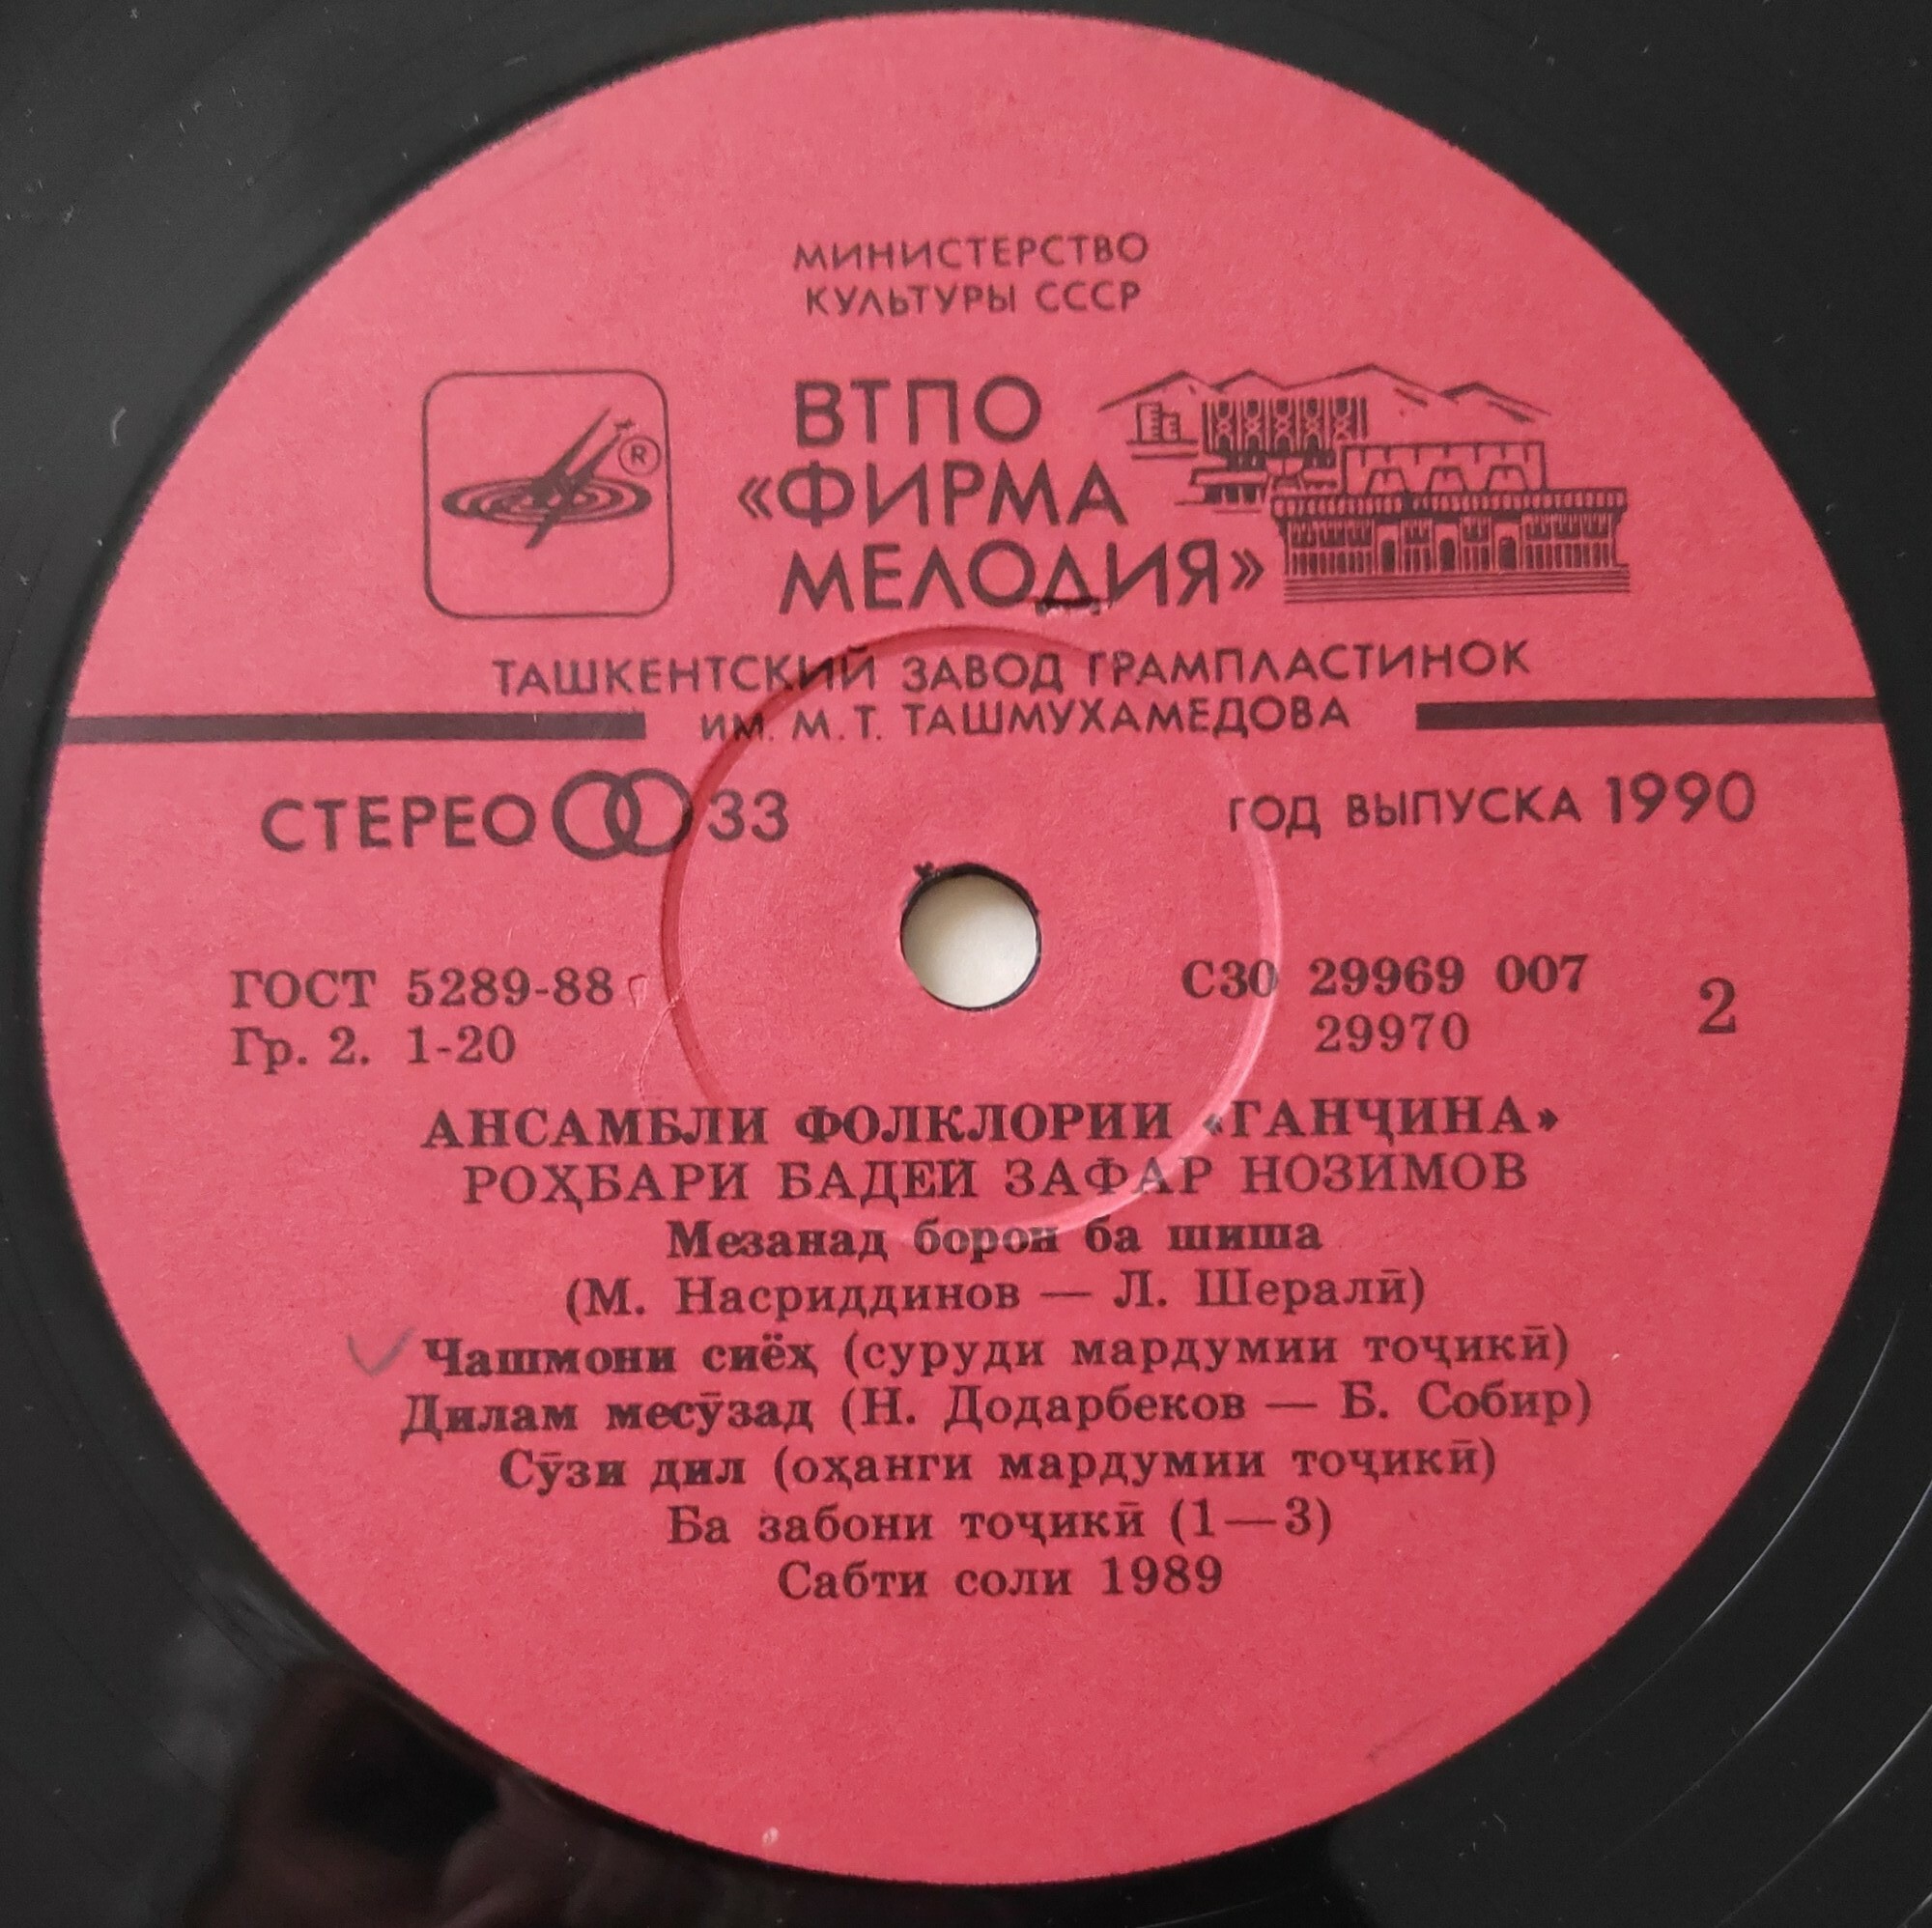 МИНИСТЕРСТВО
КУЛЬТУРЫ СССР
ВТПО
«ФИРМА
МЕЛОДИЯ»
®
ТАШКЕНТСКИЙ ЗАВОД ГРАМПЛАСТИНОК
ИМ. М. Т. ТАШМУХАМЕДОВА
СТЕРЕО 33
ГОД ВЫПУСКА 1990
ГОСТ 5289-88
Гр. 2. 1-20
С30 29969 007
29970
2
АНСАМБЛИ ФОЛКЛОРИИ «ГАНҶИНА»
РОҲБАРИ БАДЕИ ЗАФАР НОЗИМОВ
Мезанад борон ба шиша
(М. Насриддинов — Л. Шералӣ)
Чашмони сиёҳ (суруди мардумии тоҷикӣ)
Дилам месӯзад (Н. Додарбеков — Б. Собир)
Сӯзи дил (оҳанги мардумии тоҷикӣ)
Ба забони тоҷикӣ (1—3)
Сабти соли 1989